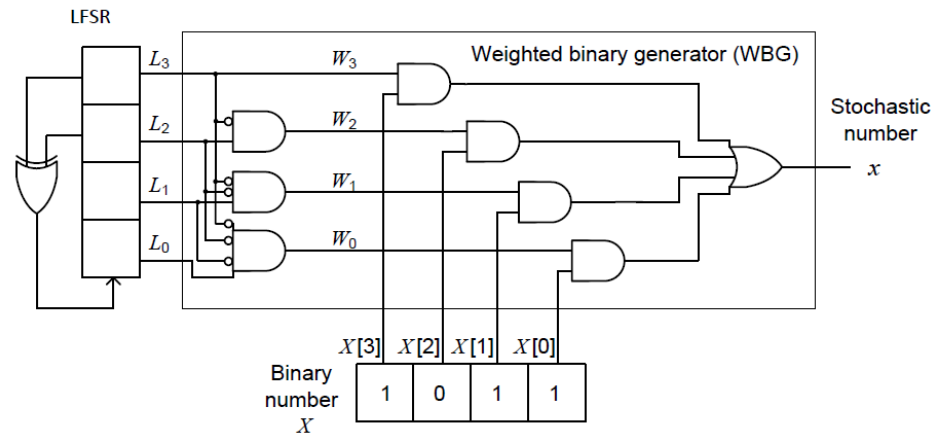 LFSR
Weighted binary generator (WBG)
L3
W3
L2
W2
L1
W1
L0
W0
Stochastic
number
x
X[3] X[2] X[1] X[0]
Binary
number
X
1 0 1 1